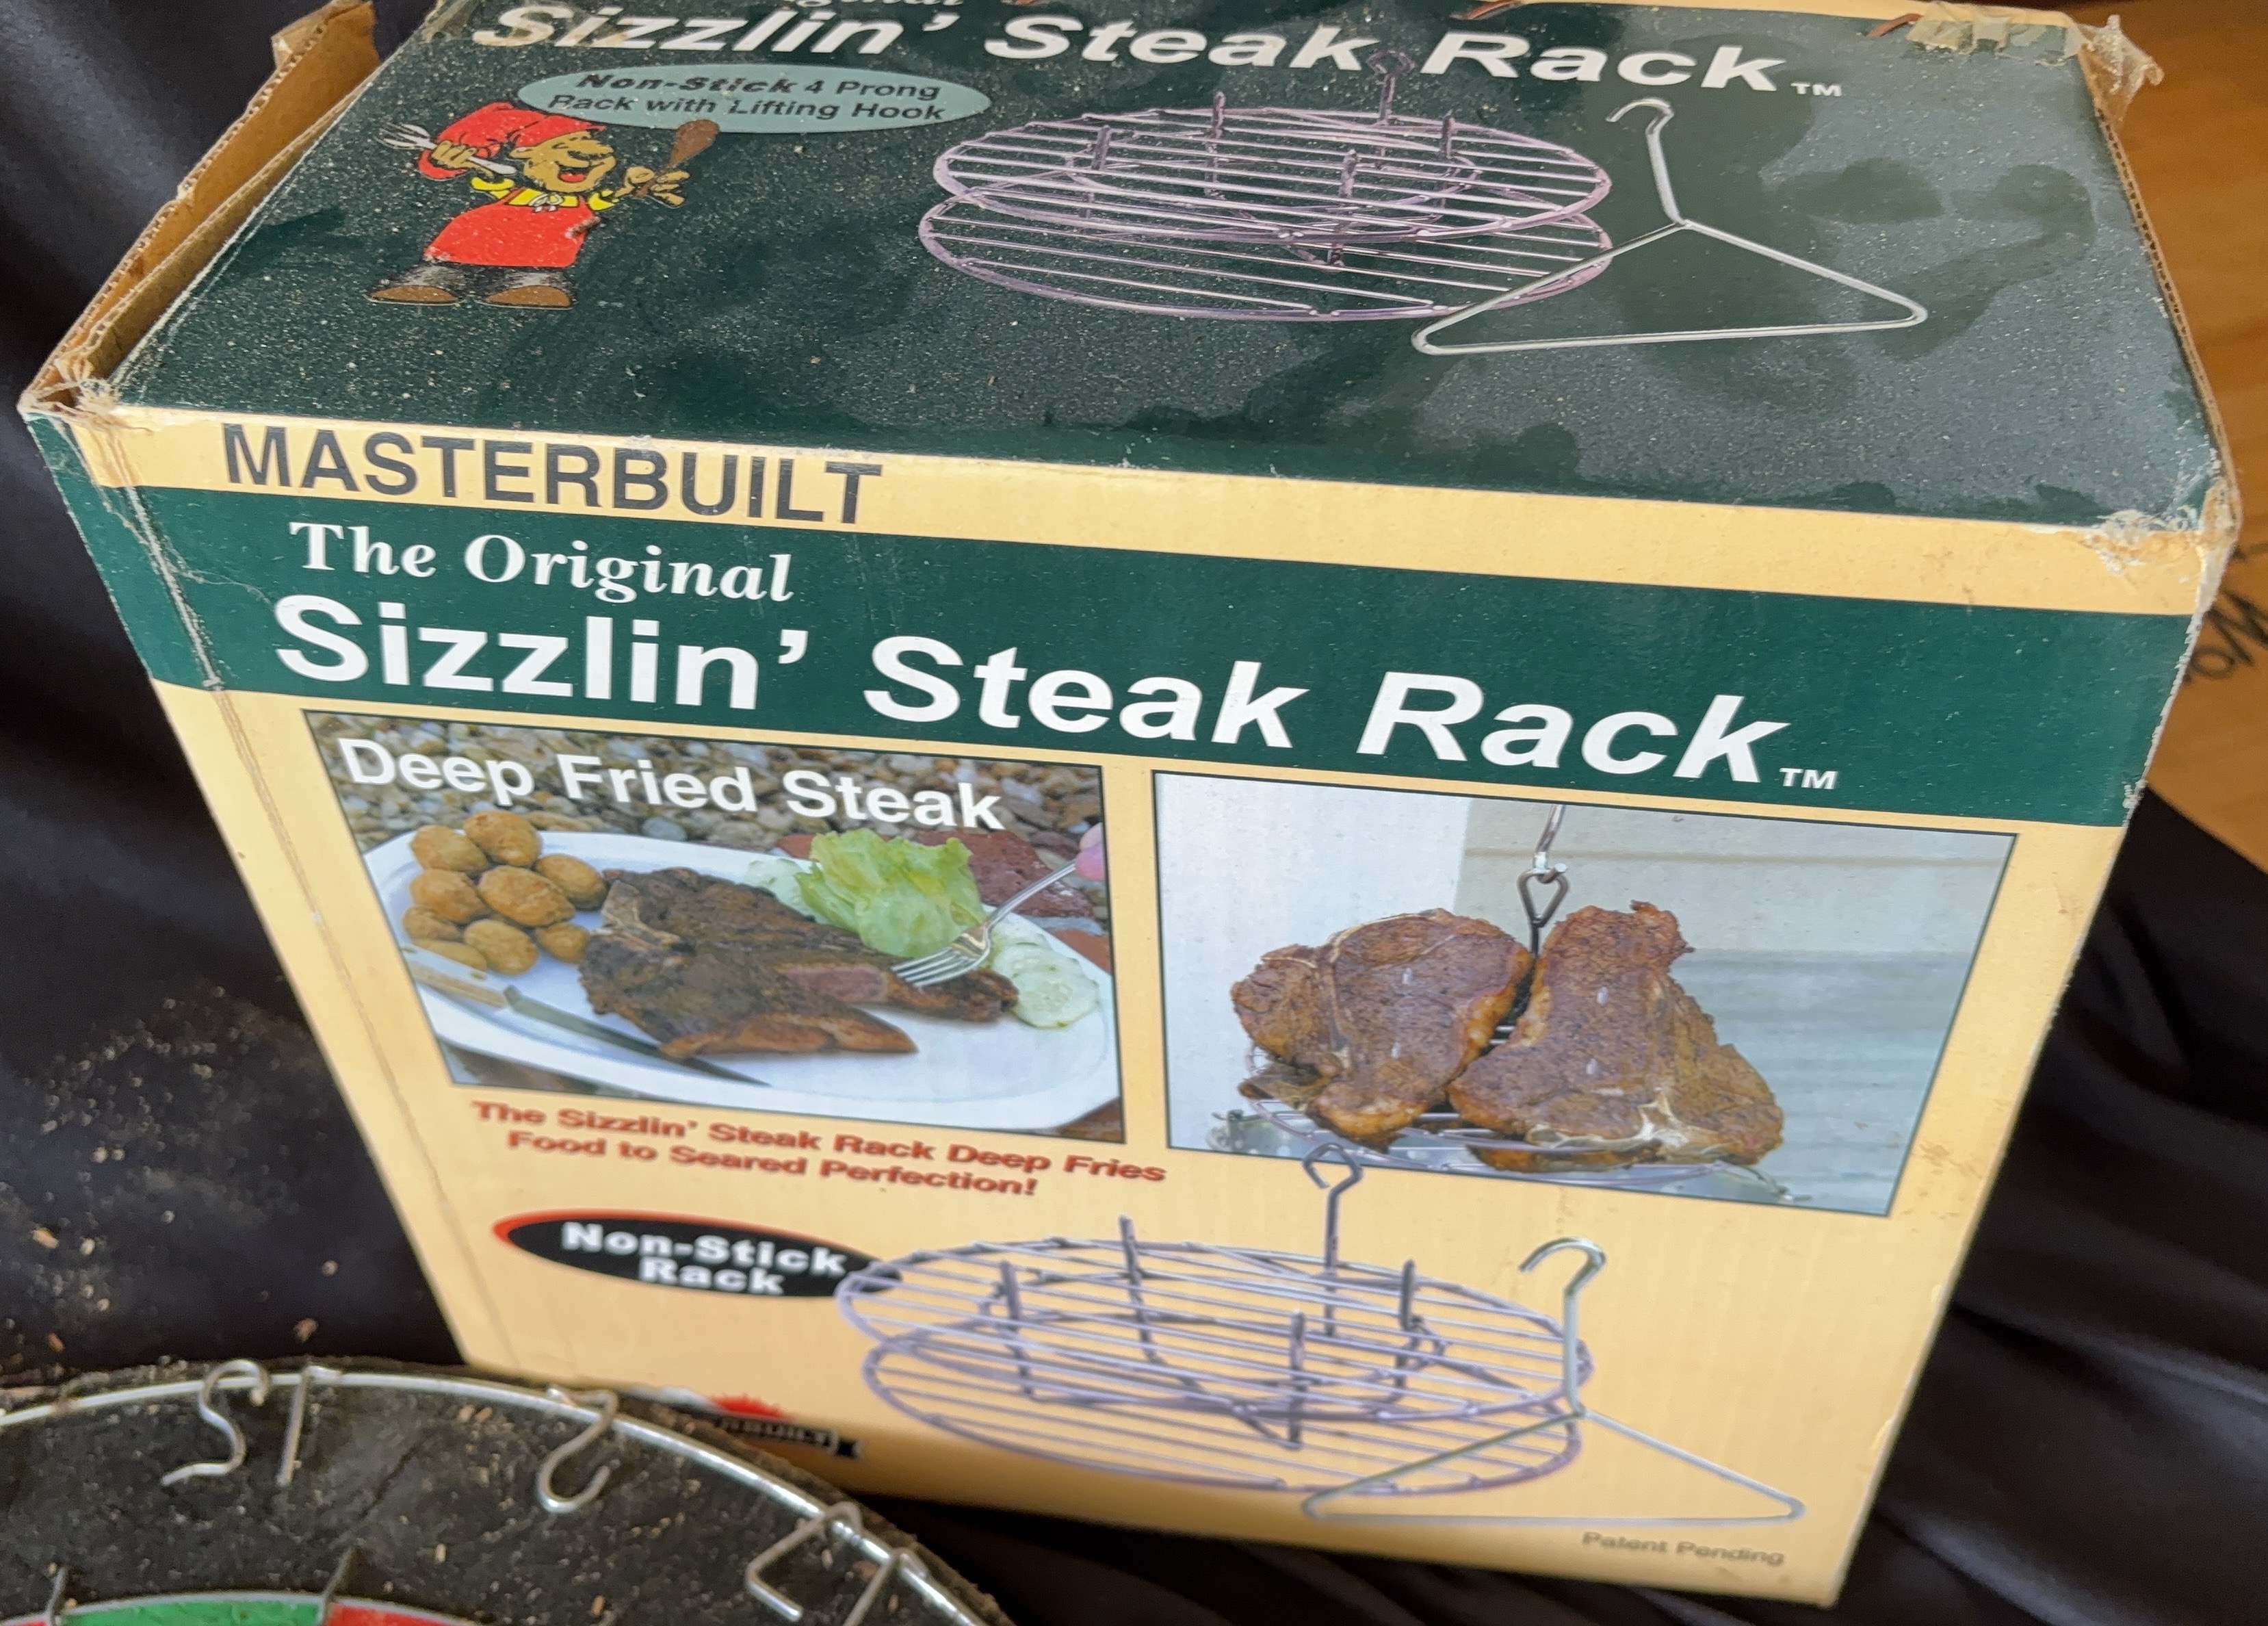 Sizzlin' Steak Rack™
Non-Stick 4 Prong
Rack with Lifting Hook
MASTERBUILT
The Original
Sizzlin' Steak Rack™
Deep Fried Steak
The Sizzlin' Steak Rack Deep Fries
Food to Seared Perfection!
Non-Stick
Rack
Patent Pending